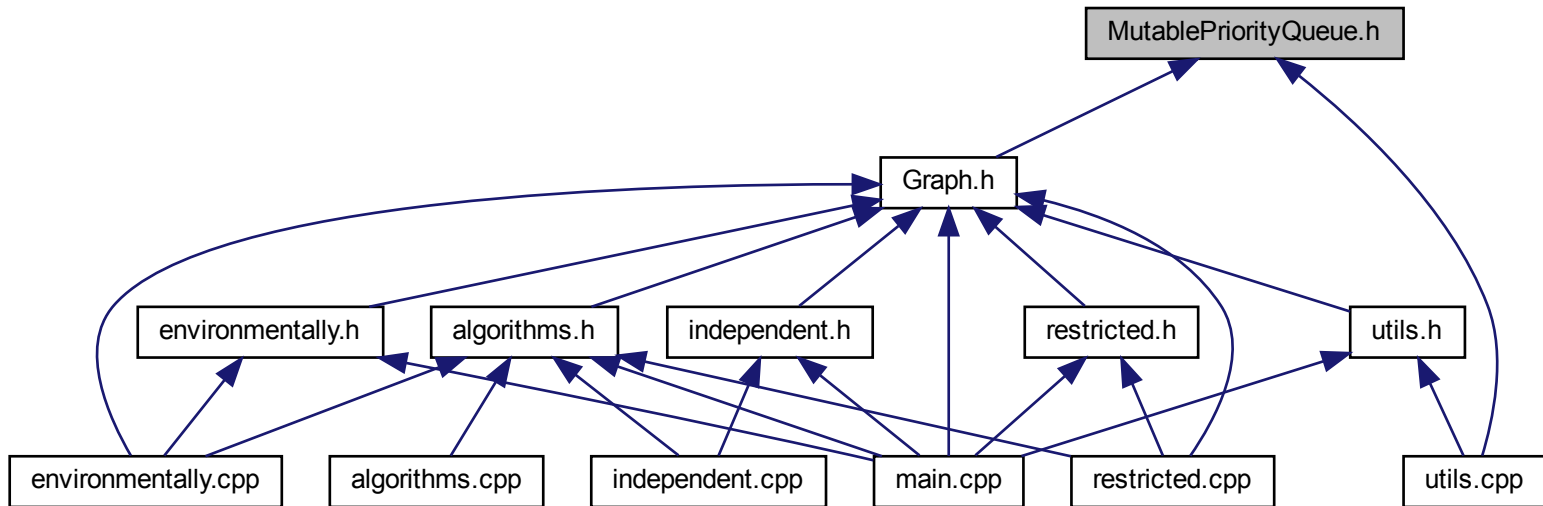 MutablePriorityQueue.h
Graph.h
environmentally.h
algorithms.h
independent.h
restricted.h
utils.h
environmentally.cpp
algorithms.cpp
independent.cpp
main.cpp
restricted.cpp
utils.cpp